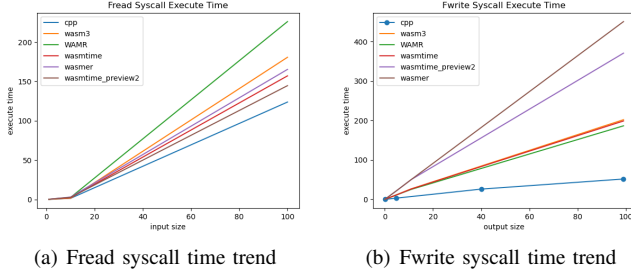 Fread Syscall Execute Time
cpp
wasm3
WAMR
wasmtime
wasmer
wasmtime_preview2
200
150
100
50
0
execute time
0
20
40
60
80
100
input size
(a) Fread syscall time trend
Fwrite Syscall Execute Time
cpp
wasm3
WAMR
wasmtime
wasmtime_preview2
wasmer
400
300
200
100
0
execute time
0
20
40
60
80
100
output size
(b) Fwrite syscall time trend